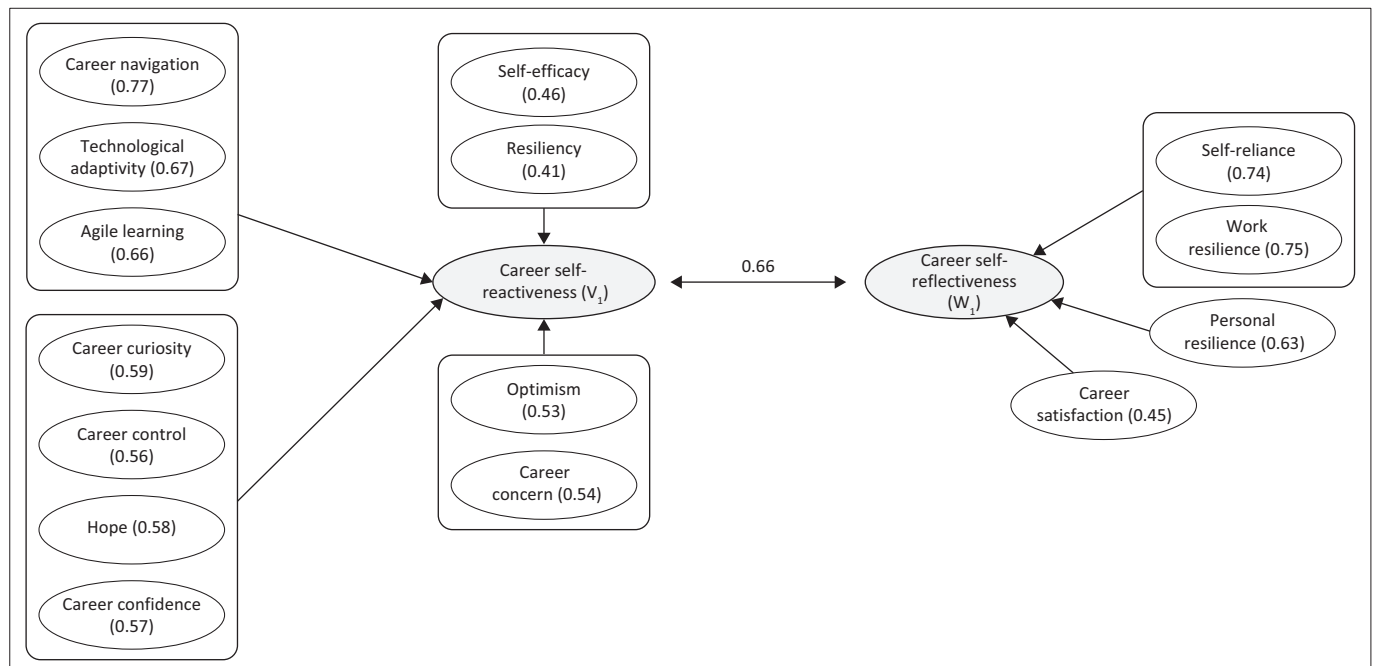 Career navigation
(0.77)
Technological
adaptivity (0.67)
Agile learning
(0.66)
Career curiosity
(0.59)
Career control
(0.56)
Hope (0.58)
Career confidence
(0.57)
Self-efficacy
(0.46)
Resiliency
(0.41)
Career self-
reactiveness (V₁)
Optimism
(0.53)
Career
concern (0.54)
0.66
Career self-
reflectiveness
(W₁)
Self-reliance
(0.74)
Work
resilience (0.75)
Personal
resilience (0.63)
Career
satisfaction (0.45)